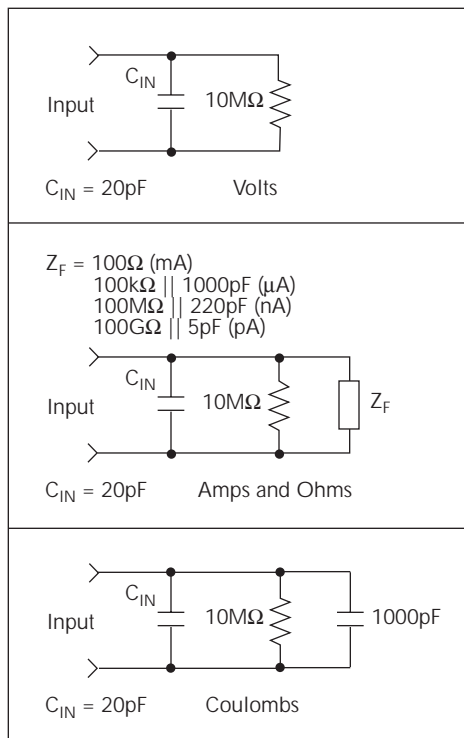 C_IN
10MΩ
Input
C_IN = 20pF Volts
Z_F = 100Ω (mA)
100kΩ || 1000pF (µA)
100MΩ || 220pF (nA)
100GΩ || 5pF (pA)
C_IN
10MΩ
Z_F
Input
C_IN = 20pF Amps and Ohms
C_IN
10MΩ
1000pF
Input
C_IN = 20pF Coulombs